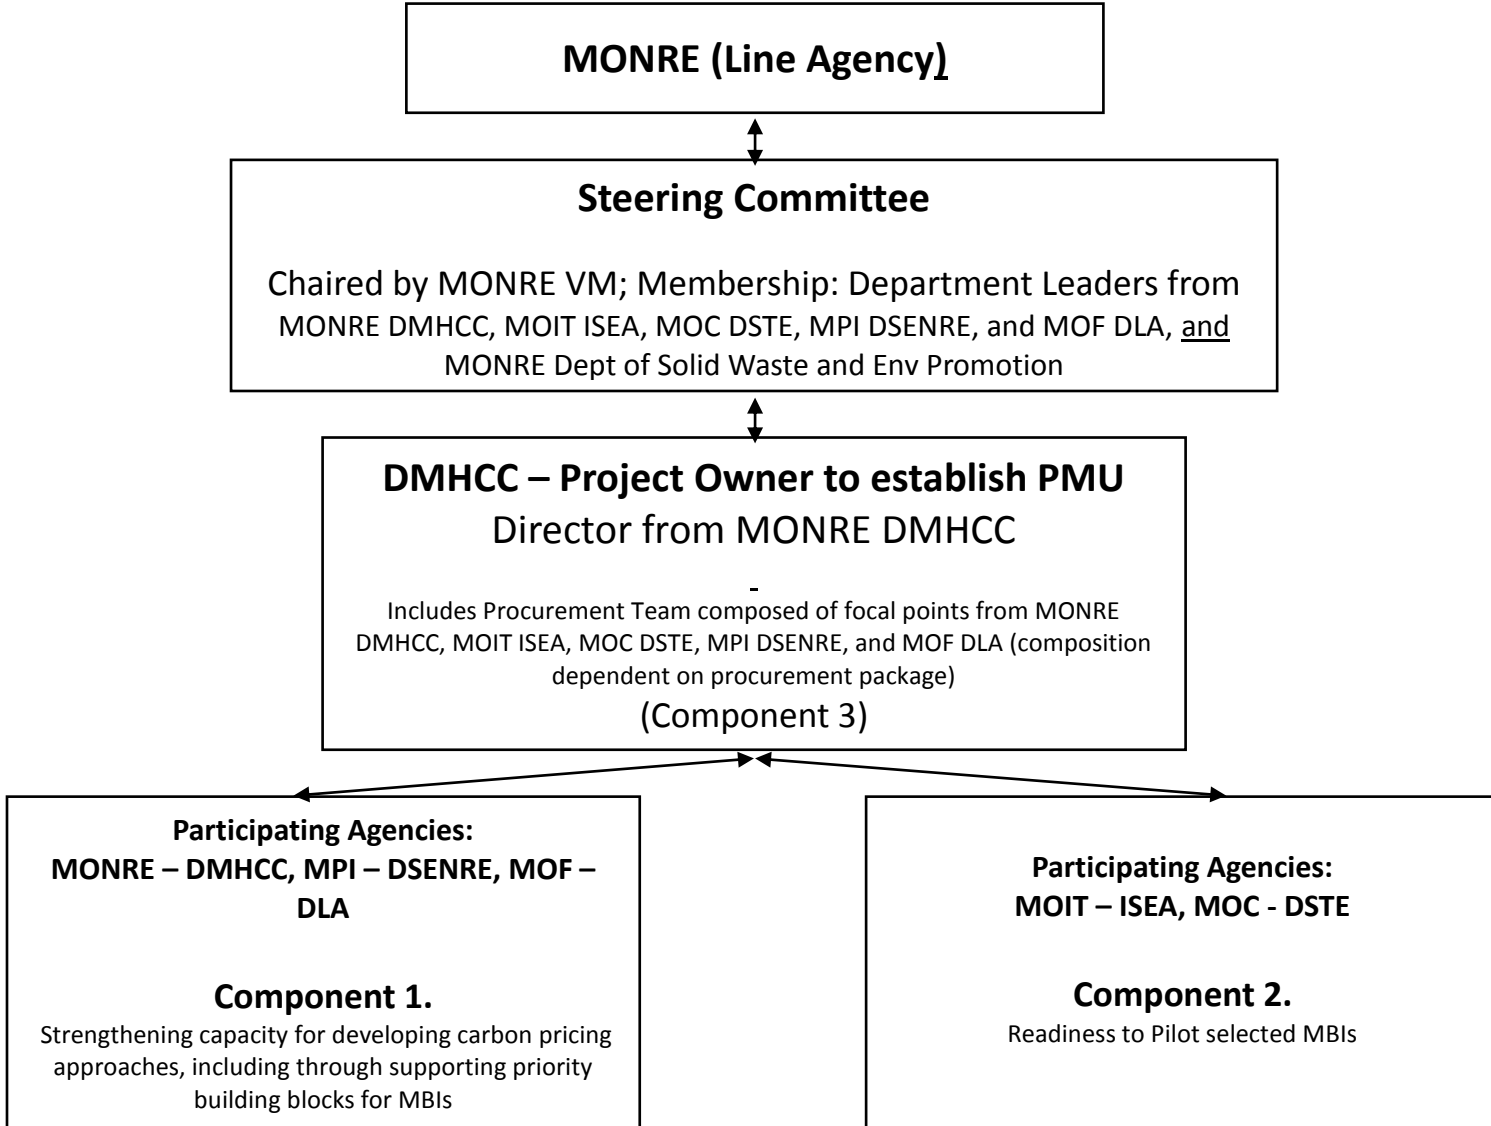 MONRE (Line Agency)
Steering Committee
Chaired by MONRE VM; Membership: Department Leaders from
MONRE DMHCC, MOIT ISEA, MOC DSTE, MPI DSENRE, and MOF DLA, and
MONRE Dept of Solid Waste and Env Promotion
DMHCC – Project Owner to establish PMU
Director from MONRE DMHCC
-
Includes Procurement Team composed of focal points from MONRE
DMHCC, MOIT ISEA, MOC DSTE, MPI DSENRE, and MOF DLA (composition
dependent on procurement package)
(Component 3)
Participating Agencies:
MONRE – DMHCC, MPI – DSENRE, MOF –
DLA
Component 1.
Strengthening capacity for developing carbon pricing
approaches, including through supporting priority
building blocks for MBIs
Participating Agencies:
MOIT – ISEA, MOC - DSTE
Component 2.
Readiness to Pilot selected MBIs